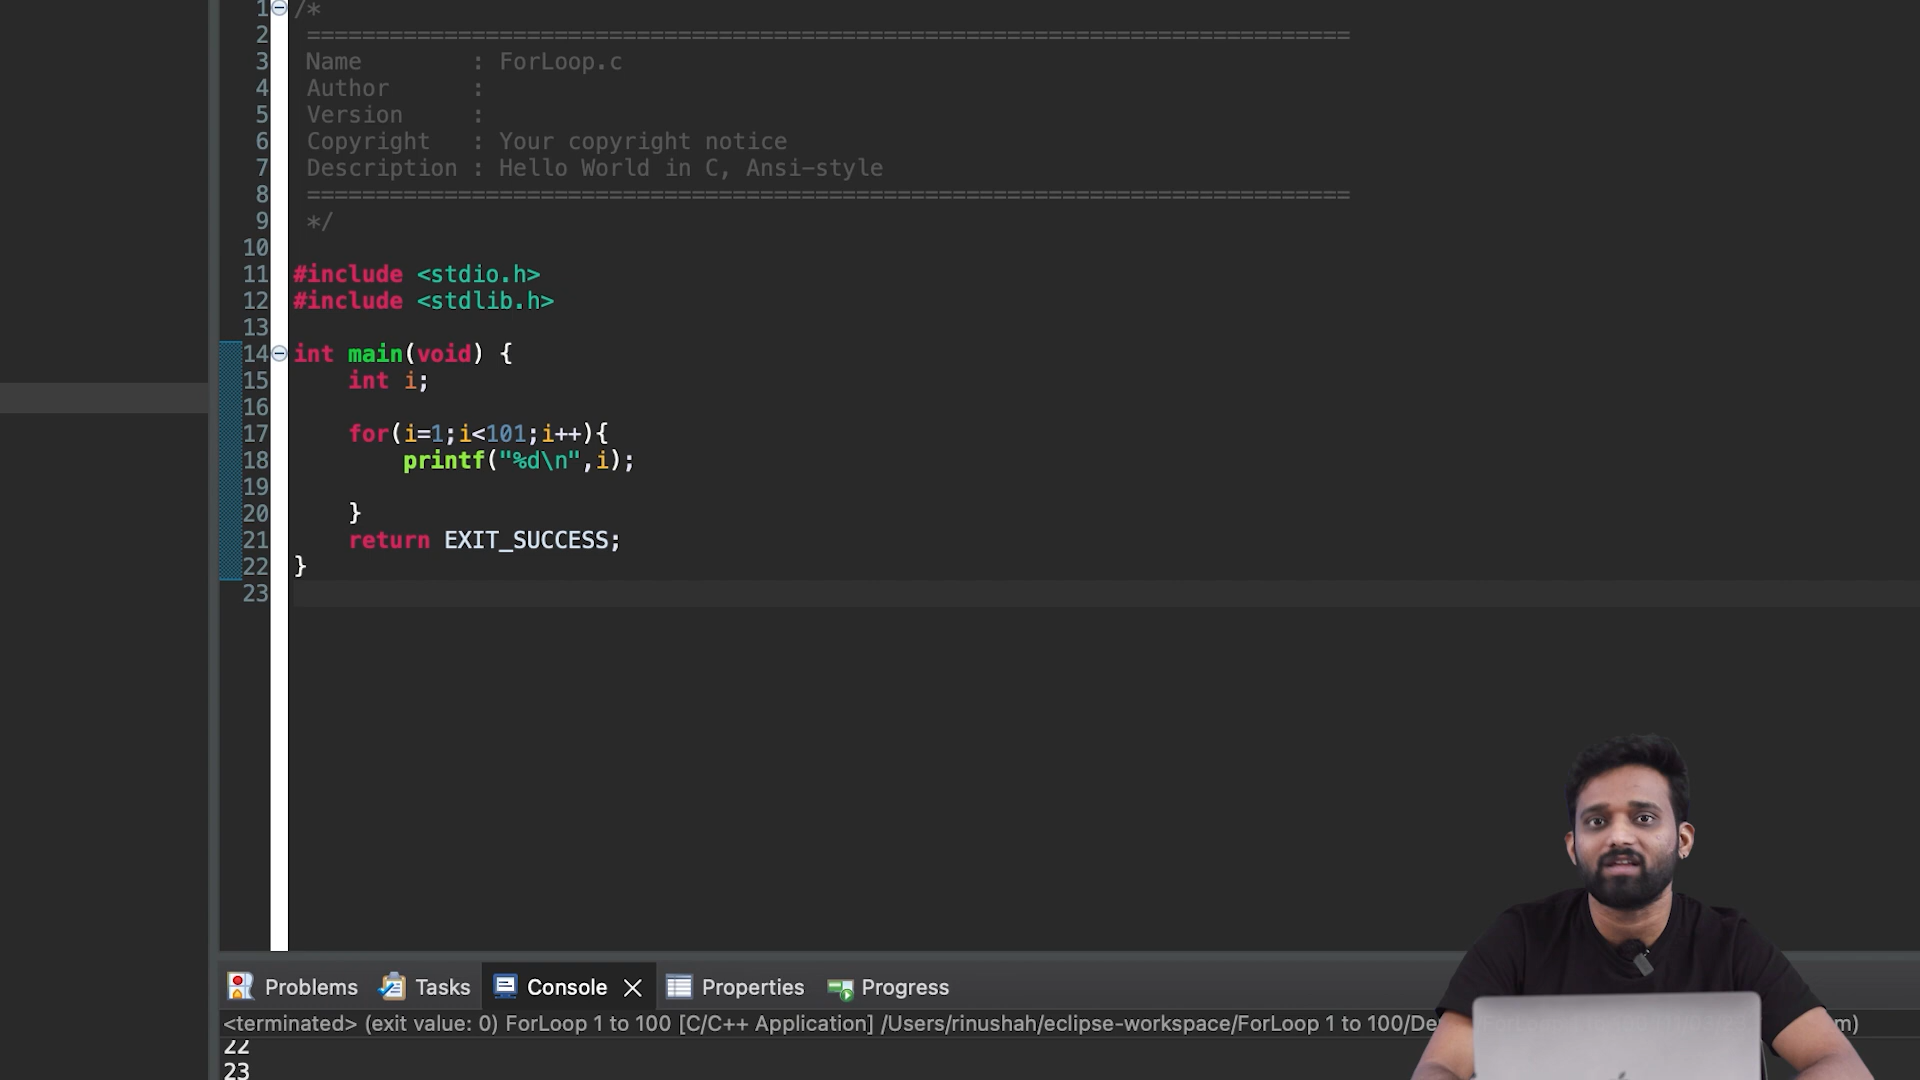 1 /*
2 ============================================================================
3 Name        : ForLoop.c
4 Author      :
5 Version     :
6 Copyright   : Your copyright notice
7 Description : Hello World in C, Ansi-style
8 ============================================================================
9 */
10
11 #include <stdio.h>
12 #include <stdlib.h>
13
14 int main(void) {
15     int i;
16
17     for(i=1;i<101;i++){
18         printf("%d\n",i);
19
20     }
21     return EXIT_SUCCESS;
22 }
23
Problems Tasks Console Properties Progress
<terminated> (exit value: 0) ForLoop 1 to 100 [C/C++ Application] /Users/rinushah/eclipse-workspace/ForLoop 1 to 100/De
22
23